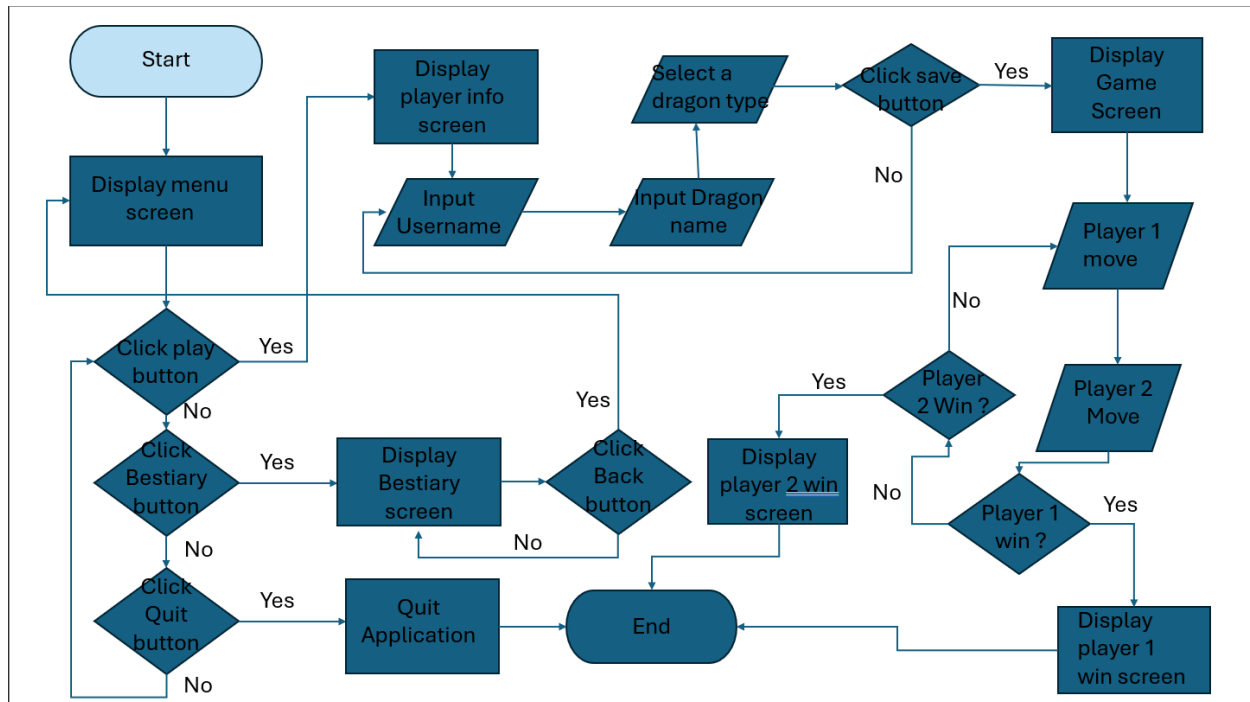 Start
Display menu
screen
Click play
button
Yes
No
Click
Bestiary
button
Yes
No
Click
Quit
button
Yes
No
Display
player info
screen
Input
Username
Input Dragon
name
Select a
dragon type
Click save
button
Yes
No
Display
Game
Screen
Player 1
move
Player 2
Move
Player 1
win ?
Yes
No
Player
2 Win ?
Yes
No
Display
player 2 win
screen
Display
player 1
win screen
Display
Bestiary
screen
Click
Back
button
Yes
No
Quit
Application
End